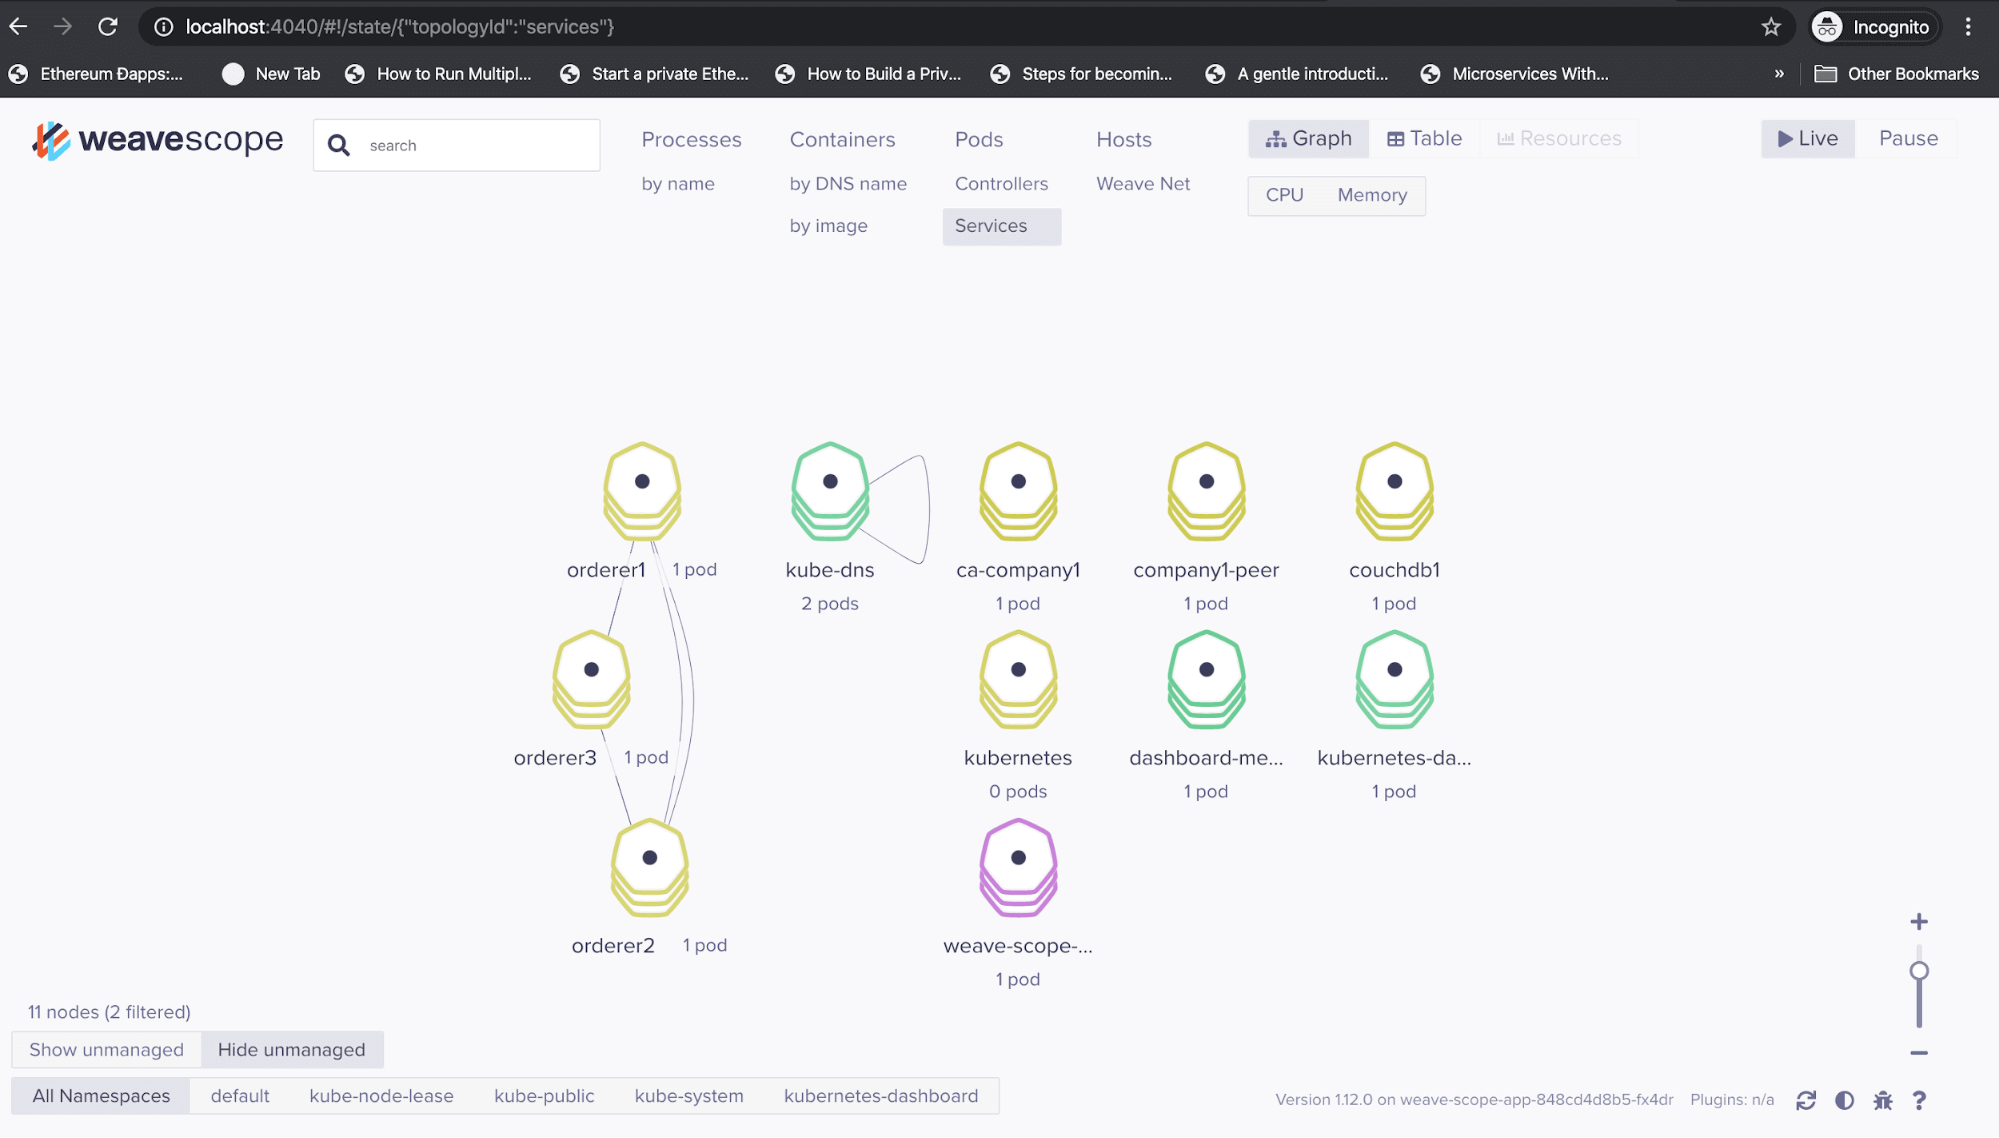 localhost:4040/#!/state/{"topologyId":"services"}
Incognito
Ethereum Đapps:...
New Tab
How to Run Multipl...
Start a private Ethe...
How to Build a Priv...
Steps for becomin...
A gentle introducti...
Microservices With...
»
Other Bookmarks
weavescope
search
Processes
by name
Containers
by DNS name
by image
Pods
Controllers
Services
Hosts
Weave Net
Graph
Table
Resources
CPU
Memory
Live
Pause
orderer1
1 pod
kube-dns
2 pods
ca-company1
1 pod
company1-peer
1 pod
couchdb1
1 pod
orderer3
1 pod
kubernetes
0 pods
dashboard-me...
1 pod
kubernetes-da...
1 pod
orderer2
1 pod
weave-scope-...
1 pod
11 nodes (2 filtered)
Show unmanaged
Hide unmanaged
All Namespaces
default
kube-node-lease
kube-public
kube-system
kubernetes-dashboard
Version 1.12.0 on weave-scope-app-848cd4d8b5-fx4dr
Plugins: n/a
?